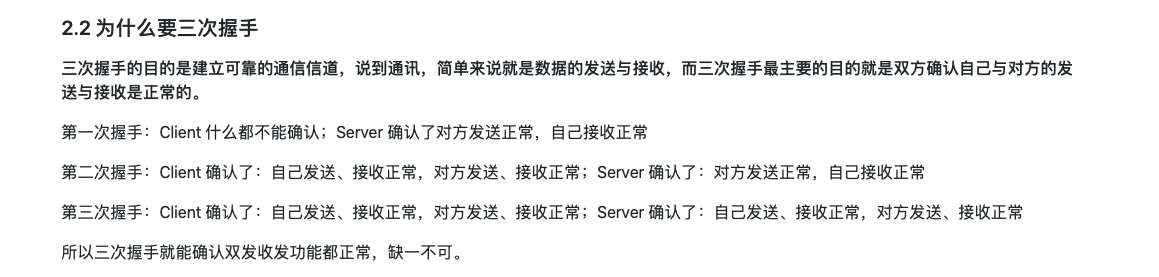 2.2 为什么要三次握手
三次握手的目的是建立可靠的通信信道，说到通讯，简单来说就是数据的发送与接收，而三次握手最主要的目的就是双方确认自己与对方的发
送与接收是正常的。
第一次握手：Client 什么都不能确认；Server 确认了对方发送正常，自己接收正常
第二次握手：Client 确认了：自己发送、接收正常，对方发送、接收正常；Server 确认了：对方发送正常，自己接收正常
第三次握手：Client 确认了：自己发送、接收正常，对方发送、接收正常；Server 确认了：自己发送、接收正常，对方发送、接收正常
所以三次握手就能确认双发收发功能都正常，缺一不可。